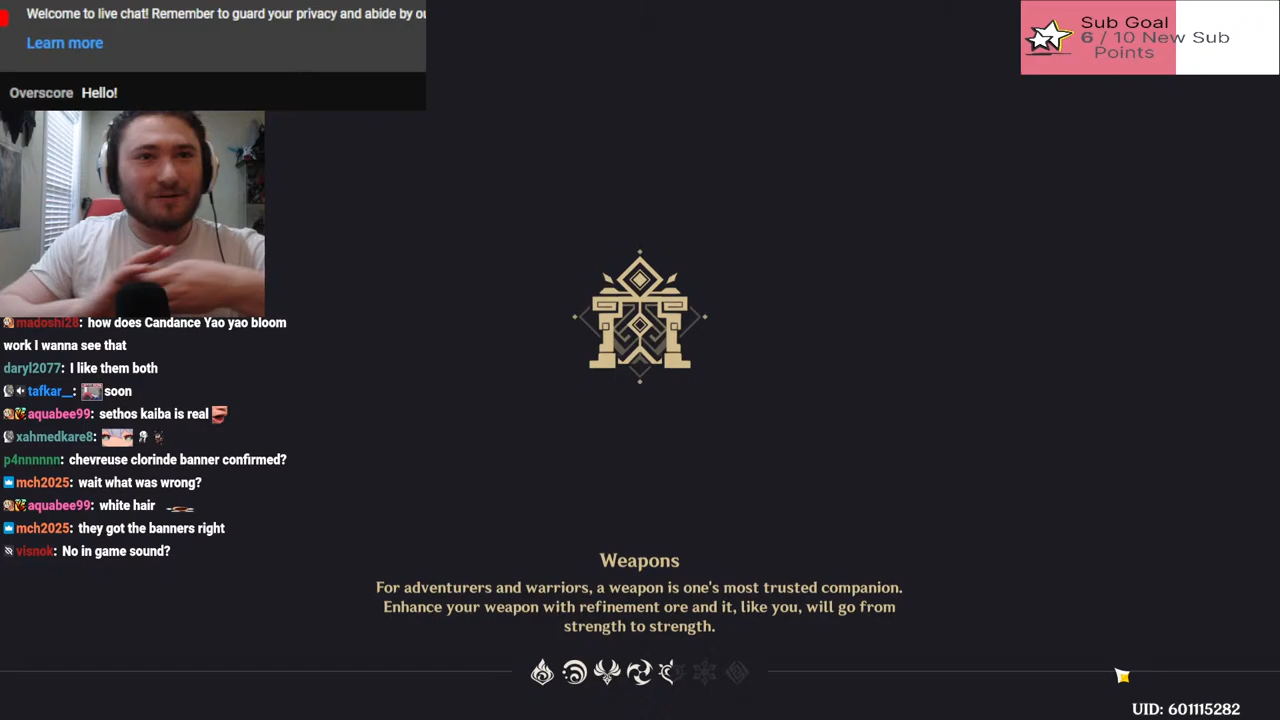 Welcome to live chat! Remember to guard your privacy and abide by ou
Learn more
Overscore Hello!
Sub Goal
6 / 10 New Sub
Points
madoshi28: how does Candance Yao yao bloom
work I wanna see that
daryl2077: I like them both
tafkar__: soon
aquabee99: sethos kaiba is real
xahmedkare8:
p4nnnnnn: chevreuse clorinde banner confirmed?
mch2025: wait what was wrong?
aquabee99: white hair
mch2025: they got the banners right
visnok: No in game sound?
Weapons
For adventurers and warriors, a weapon is one's most trusted companion.
Enhance your weapon with refinement ore and it, like you, will go from
strength to strength.
UID: 601115282